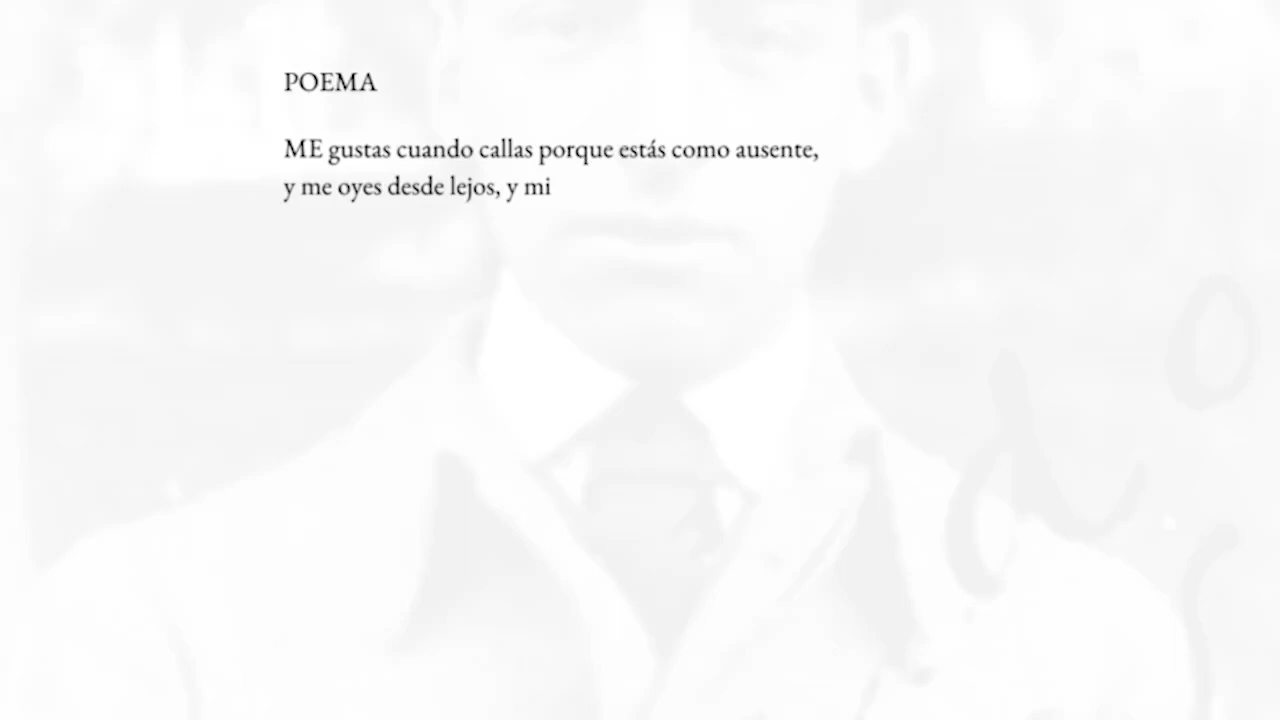 POEMA
ME gustas cuando callas porque estás como ausente,
y me oyes desde lejos, y mi